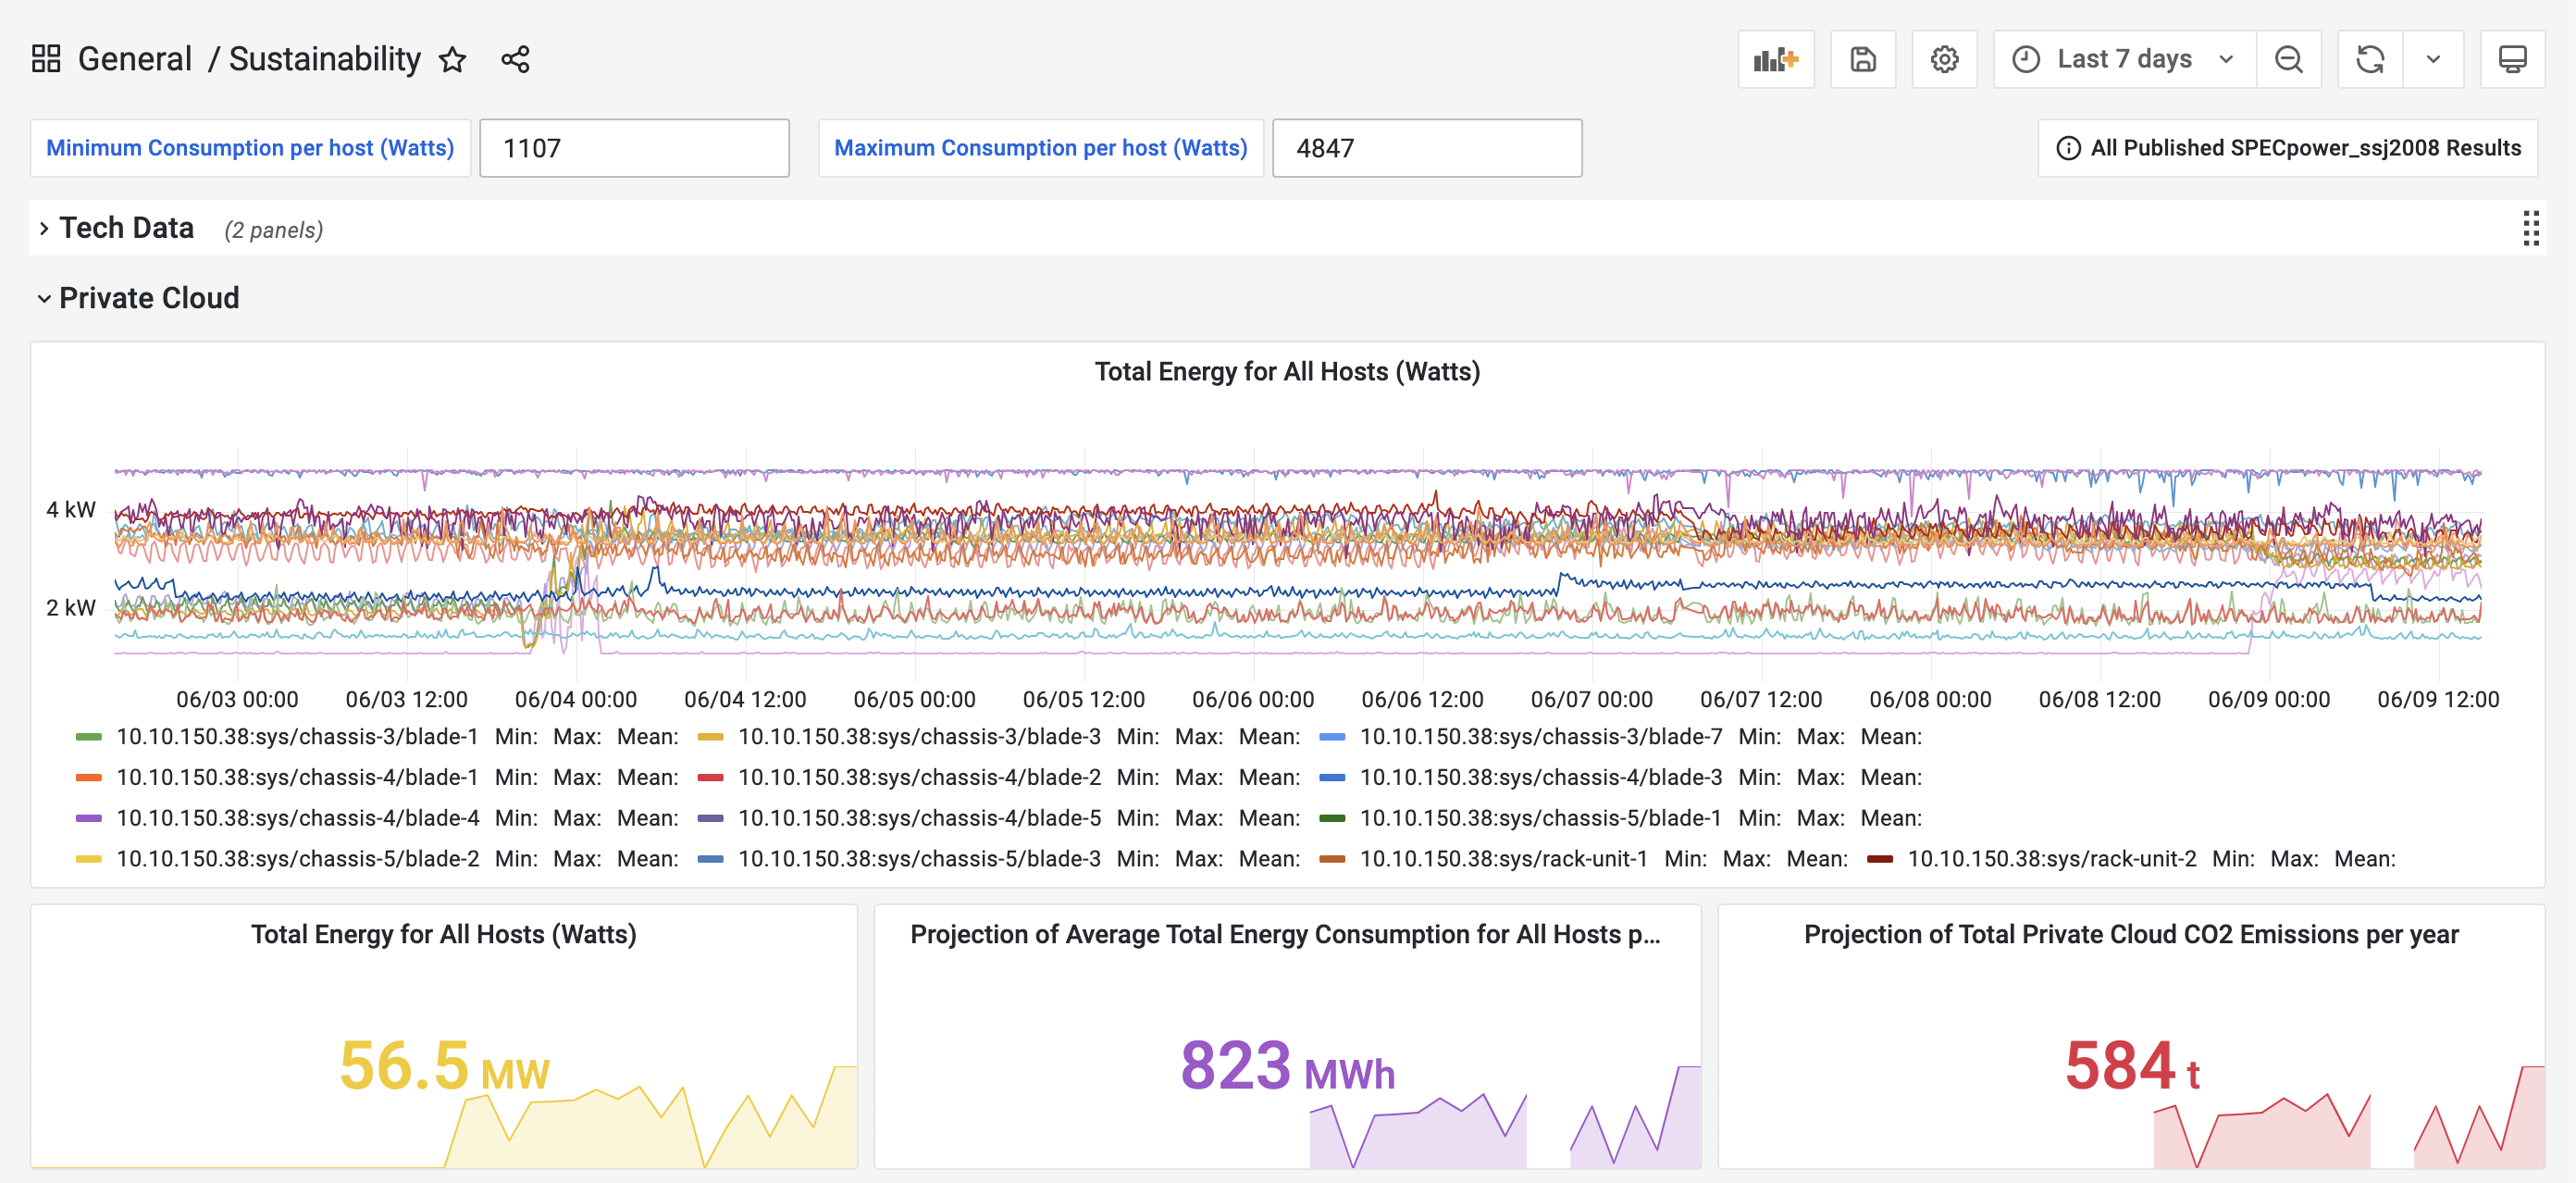 General / Sustainability
Last 7 days
Minimum Consumption per host (Watts) 1107 Maximum Consumption per host (Watts) 4847 All Published SPECpower_ssj2008 Results
Tech Data (2 panels)
Private Cloud
Total Energy for All Hosts (Watts)
4 kW
2 kW
06/03 00:00 06/03 12:00 06/04 00:00 06/04 12:00 06/05 00:00 06/05 12:00 06/06 00:00 06/06 12:00 06/07 00:00 06/07 12:00 06/08 00:00 06/08 12:00 06/09 00:00 06/09 12:00
10.10.150.38:sys/chassis-3/blade-1 Min: Max: Mean: 10.10.150.38:sys/chassis-3/blade-3 Min: Max: Mean: 10.10.150.38:sys/chassis-3/blade-7 Min: Max: Mean:
10.10.150.38:sys/chassis-4/blade-1 Min: Max: Mean: 10.10.150.38:sys/chassis-4/blade-2 Min: Max: Mean: 10.10.150.38:sys/chassis-4/blade-3 Min: Max: Mean:
10.10.150.38:sys/chassis-4/blade-4 Min: Max: Mean: 10.10.150.38:sys/chassis-4/blade-5 Min: Max: Mean: 10.10.150.38:sys/chassis-5/blade-1 Min: Max: Mean:
10.10.150.38:sys/chassis-5/blade-2 Min: Max: Mean: 10.10.150.38:sys/chassis-5/blade-3 Min: Max: Mean: 10.10.150.38:sys/rack-unit-1 Min: Max: Mean: 10.10.150.38:sys/rack-unit-2 Min: Max: Mean:
Total Energy for All Hosts (Watts)
56.5 MW
Projection of Average Total Energy Consumption for All Hosts p...
823 MWh
Projection of Total Private Cloud CO2 Emissions per year
584 t